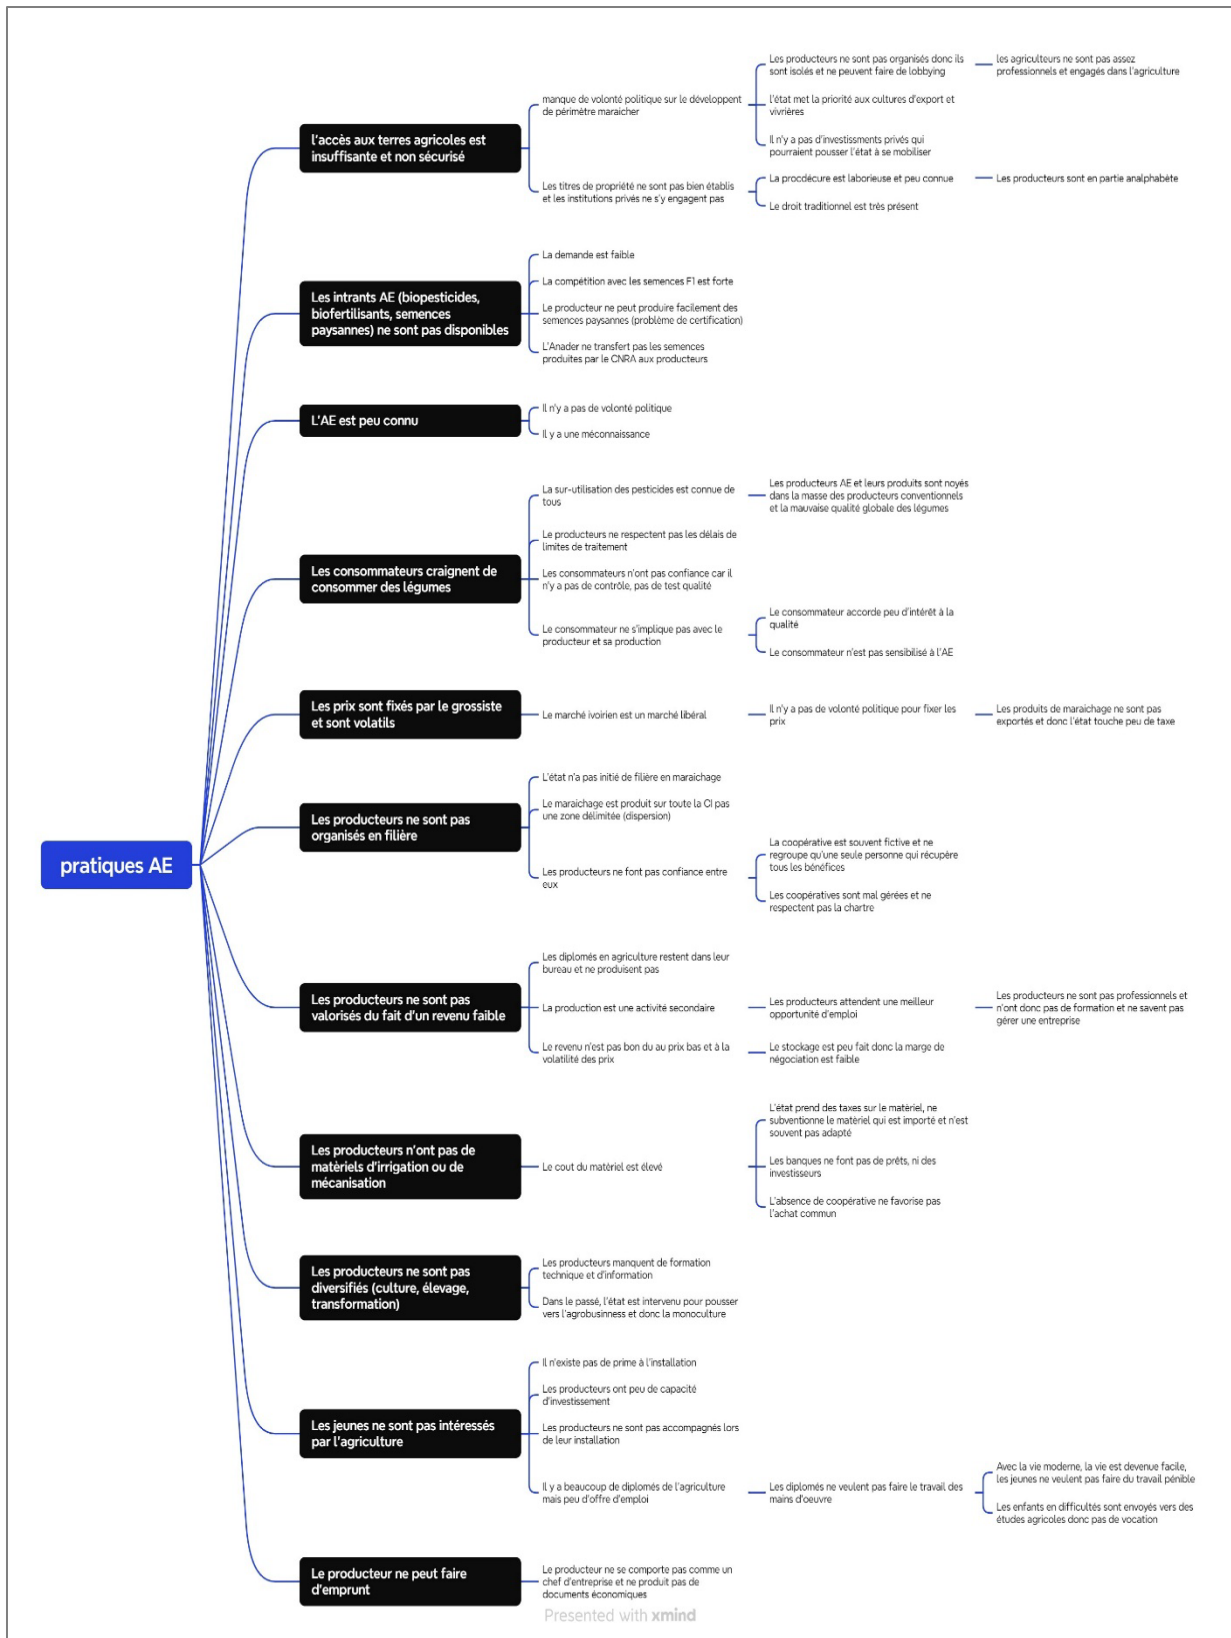 pratiques AE
l'accès aux terres agricoles est
insuffisante et non sécurisé
manque de volonté politique sur le développent
de périmètre maraicher
Les producteurs ne sont pas organisés donc ils
sont isolés et ne peuvent faire de lobbying
les agriculteurs ne sont pas assez
professionnels et engagés dans l'agriculture
l'état met la priorité aux cultures d'export et
vivrières
Il n'y a pas d'investissments privés qui
pourraient pousser l'état à se mobiliser
Les titres de propriété ne sont pas bien établis
et les institutions privés ne s'y engagent pas
La procdécure est laborieuse et peu connue
Les producteurs sont en partie analphabète
Le droit traditionnel est très présent
Les intrants AE (biopesticides,
biofertilisants, semences
paysannes) ne sont pas disponibles
La demande est faible
La compétition avec les semences F1 est forte
Le producteur ne peut produire facilement des
semences paysannes (problème de certification)
L'Anader ne transfert pas les semences
produites par le CNRA aux producteurs
L'AE est peu connu
Il n'y a pas de volonté politique
Il y a une méconnaissance
Les consommateurs craignent de
consommer des légumes
La sur-utilisation des pesticides est connue de
tous
Les producteurs AE et leurs produits sont noyés
dans la masse des producteurs conventionnels
et la mauvaise qualité globale des légumes
Le producteurs ne respectent pas les délais de
limites de traitement
Les consommateurs n'ont pas confiance car il
n'y a pas de contrôle, pas de test qualité
Le consommateur ne s'implique pas avec le
producteur et sa production
Le consommateur accorde peu d'intérêt à la
qualité
Le consommateur n'est pas sensibilisé à l'AE
Les prix sont fixés par le grossiste
et sont volatils
Le marché ivoirien est un marché libéral
Il n'y a pas de volonté politique pour fixer les
prix
Les produits de maraichage ne sont pas
exportés et donc l'état touche peu de taxe
Les producteurs ne sont pas
organisés en filière
L'état n'a pas initié de filière en maraichage
Le maraichage est produit sur toute la CI pas
une zone délimitée (dispersion)
Les producteurs ne font pas confiance entre
eux
La coopérative est souvent fictive et ne
regroupe qu'une seule personne qui récupère
tous les bénéfices
Les coopératives sont mal gérées et ne
respectent pas la chartre
Les producteurs ne sont pas
valorisés du fait d'un revenu faible
Les diplomés en agriculture restent dans leur
bureau et ne produisent pas
La production est une activité secondaire
Les producteurs attendent une meilleur
opportunité d'emploi
Les producteurs ne sont pas professionnels et
n'ont donc pas de formation et ne savent pas
gérer une entreprise
Le revenu n'est pas bon du au prix bas et à la
volatilité des prix
Le stockage est peu fait donc la marge de
négociation est faible
Les producteurs n'ont pas de
matèriels d'irrigation ou de
mécanisation
Le cout du matèriel est élevé
L'état prend des taxes sur le matèriel, ne
subventionne le matèriel qui est importé et n'est
souvent pas adapté
Les banques ne font pas de prêts, ni des
investisseurs
L'absence de coopérative ne favorise pas
l'achat commun
Les producteurs ne sont pas
diversifiés (culture, élevage,
transformation)
Les producteurs manquent de formation
technique et d'information
Dans le passé, l'état est intervenu pour pousser
vers l'agrobusinness et donc la monoculture
Les jeunes ne sont pas intéressés
par l'agriculture
Il n'existe pas de prime à l'installation
Les producteurs ont peu de capacité
d'investissement
Les producteurs ne sont pas accompagnés lors
de leur installation
Il y a beaucoup de diplomés de l'agriculture
mais peu d'offre d'emploi
Les diplomés ne veulent pas faire le travail des
mains d'oeuvre
Avec la vie moderne, la vie est devenue facile,
les jeunes ne veulent pas faire du travail pénible
Les enfants en difficultés sont envoyés vers des
études agricoles donc pas de vocation
Le producteur ne peut faire
d'emprunt
Le producteur ne se comporte pas comme un
chef d'entreprise et ne produit pas de
documents économiques
Presented with xmind